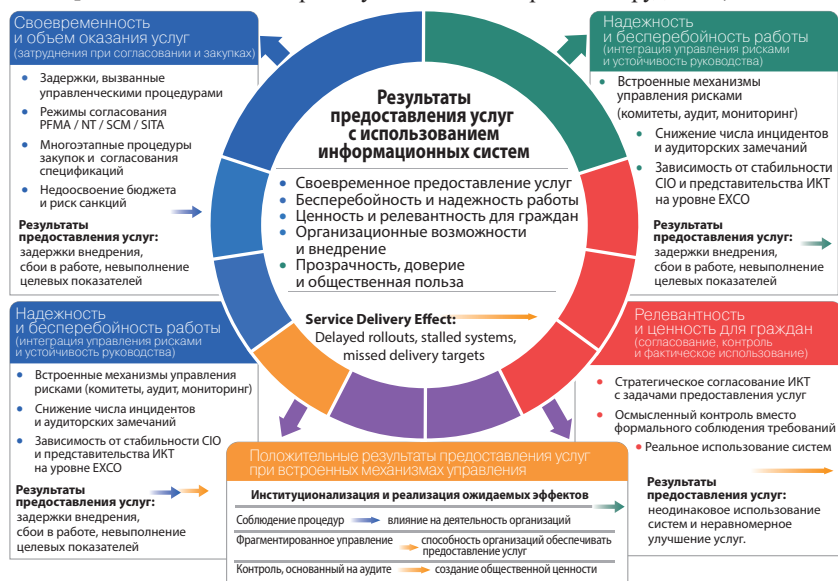 Своевременность
и объем оказания услуг
(затруднения при согласовании и закупках)
Задержки, вызванные
управленческими процедурами
Режимы согласования
PFMA / NT / SCM / SITA
Многоэтапные процедуры
закупок и согласования
спецификаций
Недоосвоение бюджета
и риск санкций
Результаты
предоставления услуг:
задержки внедрения,
сбои в работе, невыполнение
целевых показателей
Надежность
и бесперебойность работы
(интеграция управления рисками
и устойчивость руководства)
Встроенные механизмы
управления рисками
(комитеты, аудит, мониторинг)
Снижение числа инцидентов
и аудиторских замечаний
Зависимость от стабильности
CIO и представительства ИКТ
на уровне EXCO
Результаты
предоставления услуг:
задержки внедрения,
сбои в работе, невыполнение
целевых показателей
Результаты
предоставления услуг
с использованием
информационных систем
Своевременное предоставление услуг
Бесперебойность и надежность работы
Ценность и релевантность для граждан
Организационные возможности
и внедрение
Прозрачность, доверие
и общественная польза
Service Delivery Effect:
Delayed rollouts, stalled systems,
missed delivery targets
Надежность
и бесперебойность работы
(интеграция управления рисками
и устойчивость руководства)
Встроенные механизмы управления
рисками (комитеты, аудит, мониторинг)
Снижение числа инцидентов
и аудиторских замечаний
Зависимость от стабильности CIO
и представительства ИКТ
на уровне EXCO
Результаты
предоставления услуг:
задержки внедрения,
сбои в работе, невыполнение
целевых показателей
Релевантность
и ценность для граждан
(согласование, контроль
и фактическое использование)
Стратегическое согласование ИКТ
с задачами предоставления услуг
Осмысленный контроль вместо
формального соблюдения требований
Реальное использование систем
Результаты
предоставления услуг:
неодинаковое использование
систем и неравномерное
улучшение услуг.
Положительные результаты предоставления услуг
при встроенных механизмах управления
Институционализация и реализация ожидаемых эффектов
Соблюдение процедур влияние на деятельность организаций
Фрагментированное управление способность организаций обеспечивать
предоставление услуг
Контроль, основанный на аудите создание общественной ценности